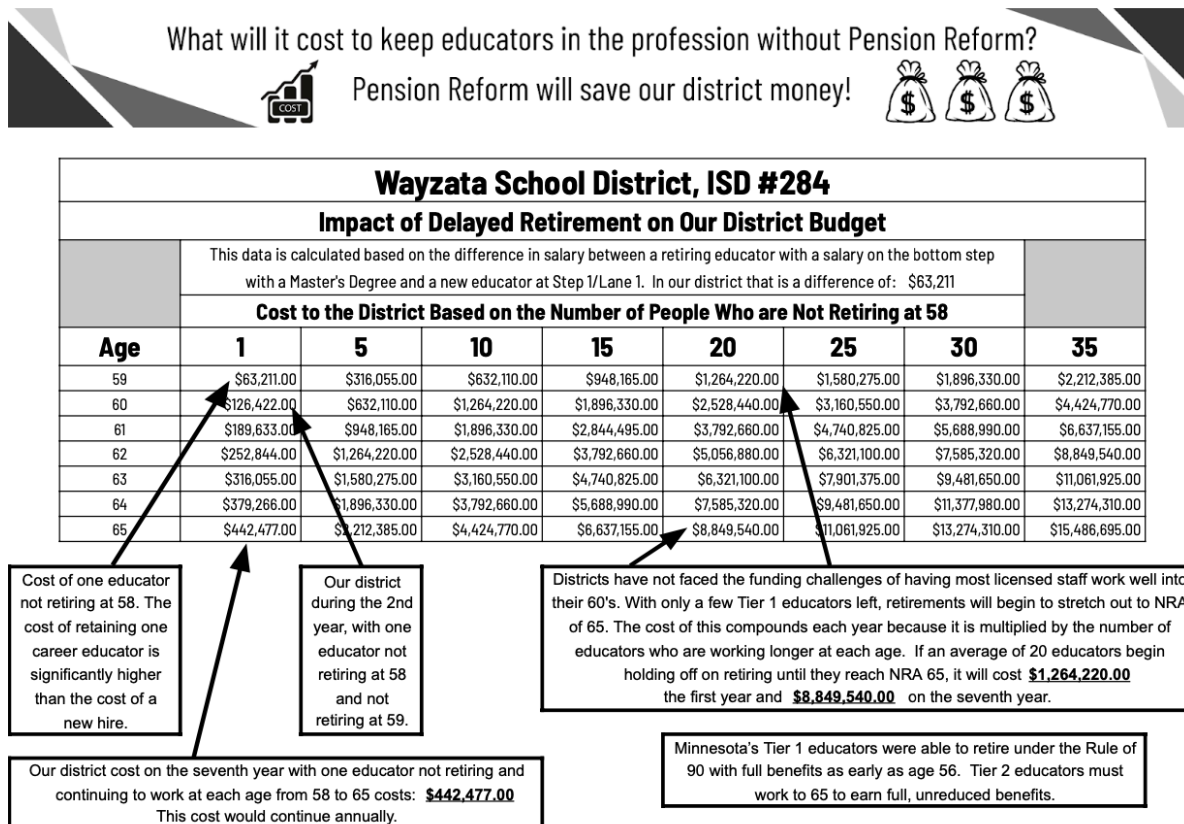 What will it cost to keep educators in the profession without Pension Reform?
COST
Pension Reform will save our district money!
$ $ $
Wayzata School District, ISD #284
Impact of Delayed Retirement on Our District Budget
This data is calculated based on the difference in salary between a retiring educator with a salary on the bottom step
with a Master's Degree and a new educator at Step 1/Lane 1. In our district that is a difference of: $63,211
Cost to the District Based on the Number of People Who are Not Retiring at 58
Age 1 5 10 15 20 25 30 35
59 $63,211.00 $316,055.00 $632,110.00 $948,165.00 $1,264,220.00 $1,580,275.00 $1,896,330.00 $2,212,385.00
60 $126,422.00 $632,110.00 $1,264,220.00 $1,896,330.00 $2,528,440.00 $3,160,550.00 $3,792,660.00 $4,424,770.00
61 $189,633.00 $948,165.00 $1,896,330.00 $2,844,495.00 $3,792,660.00 $4,740,825.00 $5,688,990.00 $6,637,155.00
62 $252,844.00 $1,264,220.00 $2,528,440.00 $3,792,660.00 $5,056,880.00 $6,321,100.00 $7,585,320.00 $8,849,540.00
63 $316,055.00 $1,580,275.00 $3,160,550.00 $4,740,825.00 $6,321,100.00 $7,901,375.00 $9,481,650.00 $11,061,925.00
64 $379,266.00 $1,896,330.00 $3,792,660.00 $5,688,990.00 $7,585,320.00 $9,481,650.00 $11,377,980.00 $13,274,310.00
65 $442,477.00 $2,212,385.00 $4,424,770.00 $6,637,155.00 $8,849,540.00 $11,061,925.00 $13,274,310.00 $15,486,695.00
Cost of one educator
not retiring at 58. The
cost of retaining one
career educator is
significantly higher
than the cost of a
new hire.
Our district
during the 2nd
year, with one
educator not
retiring at 58
and not
retiring at 59.
Districts have not faced the funding challenges of having most licensed staff work well into
their 60's. With only a few Tier 1 educators left, retirements will begin to stretch out to NRA
of 65. The cost of this compounds each year because it is multiplied by the number of
educators who are working longer at each age. If an average of 20 educators begin
holding off on retiring until they reach NRA 65, it will cost $1,264,220.00
the first year and $8,849,540.00 on the seventh year.
Our district cost on the seventh year with one educator not retiring and
continuing to work at each age from 58 to 65 costs: $442,477.00
This cost would continue annually.
Minnesota's Tier 1 educators were able to retire under the Rule of
90 with full benefits as early as age 56. Tier 2 educators must
work to 65 to earn full, unreduced benefits.